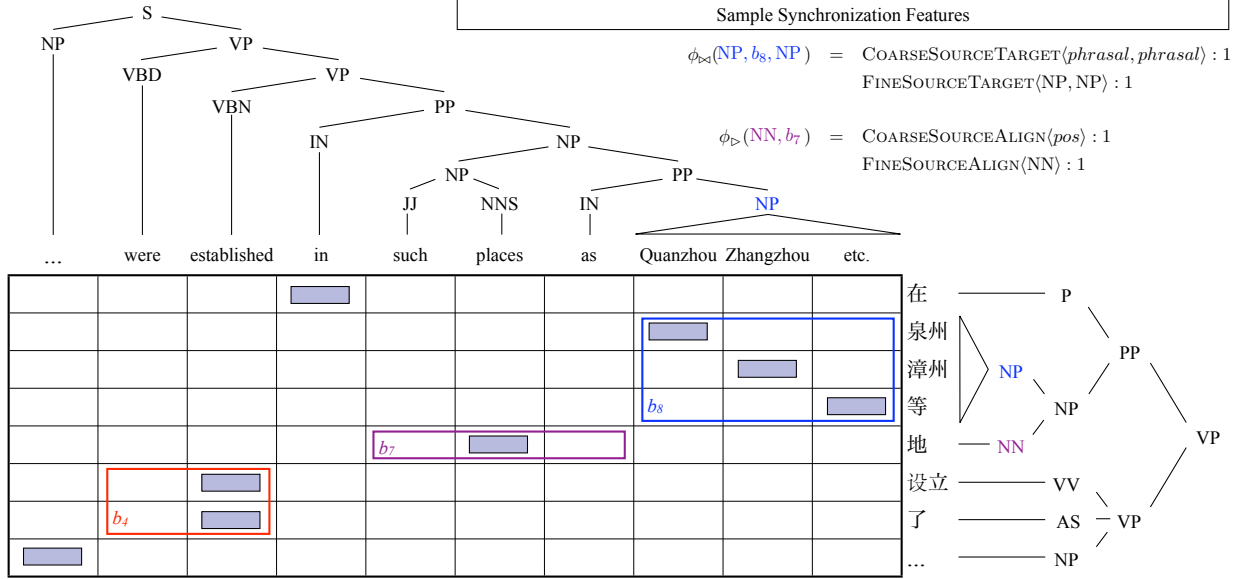 Sample Synchronization Features
ϕ⋈(NP, b8, NP) = COARSESOURCETARGET⟨phrasal, phrasal⟩ : 1
FINESOURCETARGET⟨NP, NP⟩ : 1
ϕ▷(NN, b7) = COARSESOURCEALIGN⟨pos⟩ : 1
FINESOURCEALIGN⟨NN⟩ : 1
S
NP VP
VBD VP
VBN PP
IN NP
NP PP
JJ NNS IN NP
... were established in such places as Quanzhou Zhangzhou etc.
在 P
泉州
PP
漳州 NP
b8 等 NP
b7 地 NN VP
设立 VV
b4 了 AS VP
... NP